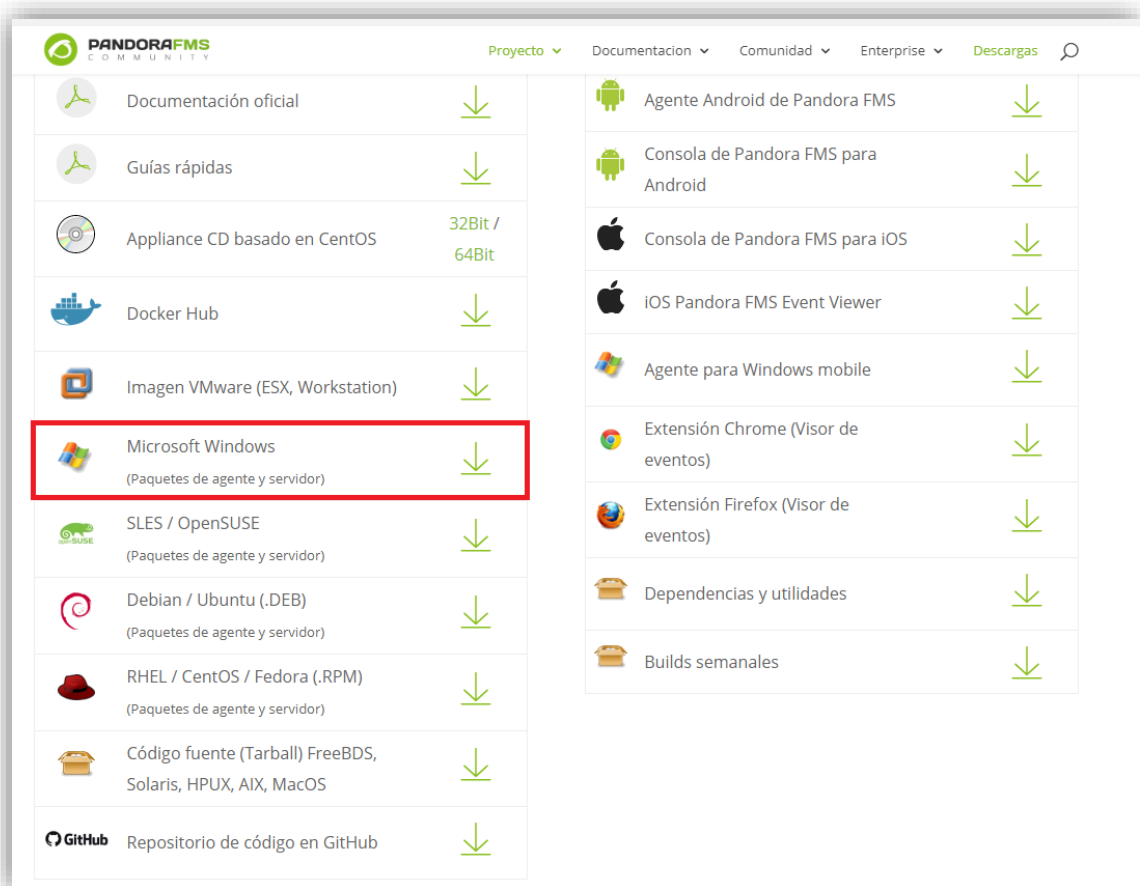 PANDORAFMS
COMMUNITY
Proyecto
Documentacion
Comunidad
Enterprise
Descargas
Documentación oficial
Guías rápidas
Appliance CD basado en CentOS
32Bit /
64Bit
Docker Hub
Imagen VMware (ESX, Workstation)
Microsoft Windows
(Paquetes de agente y servidor)
SLES / OpenSUSE
(Paquetes de agente y servidor)
Debian / Ubuntu (.DEB)
(Paquetes de agente y servidor)
RHEL / CentOS / Fedora (.RPM)
(Paquetes de agente y servidor)
Código fuente (Tarball) FreeBDS,
Solaris, HPUX, AIX, MacOS
GitHub
Repositorio de código en GitHub
Agente Android de Pandora FMS
Consola de Pandora FMS para
Android
Consola de Pandora FMS para iOS
iOS Pandora FMS Event Viewer
Agente para Windows mobile
Extensión Chrome (Visor de
eventos)
Extensión Firefox (Visor de
eventos)
Dependencias y utilidades
Builds semanales